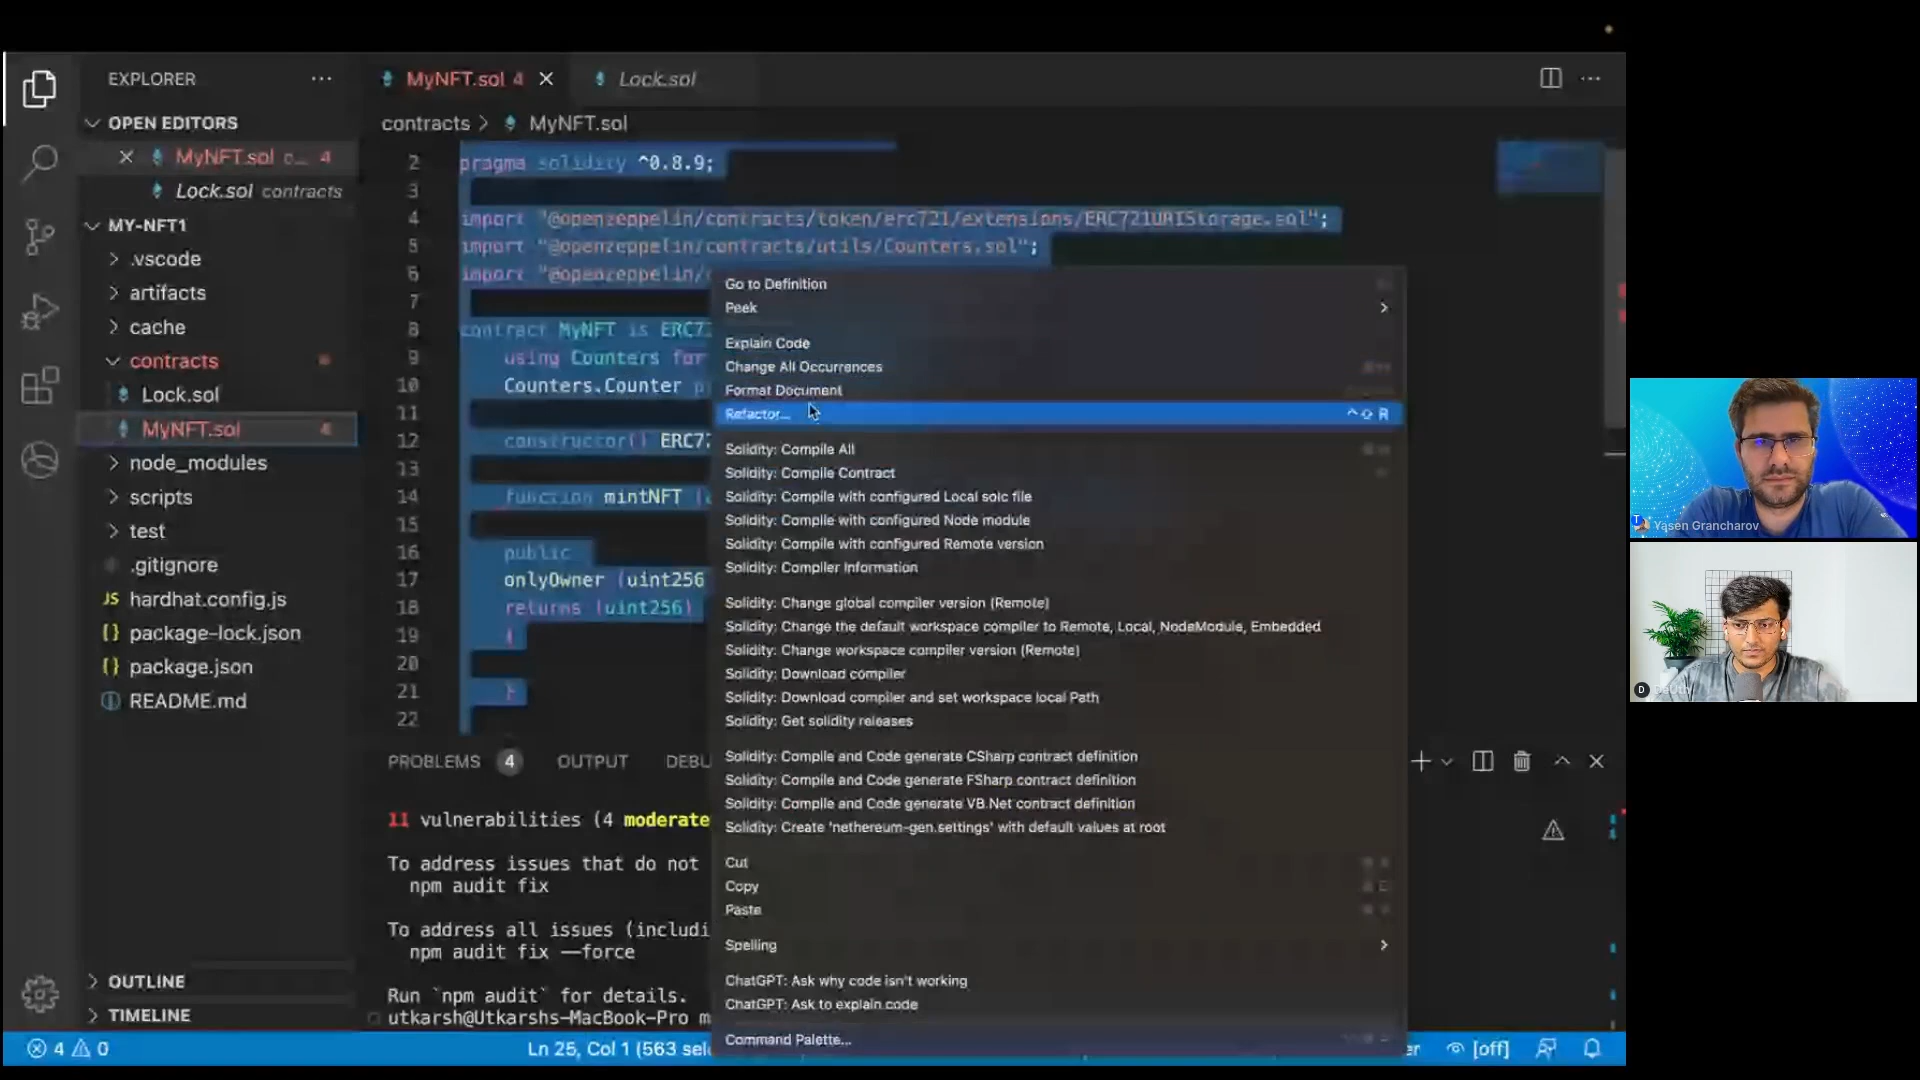 EXPLORER
OPEN EDITORS
MyNFT.sol c... 4
Lock.sol contracts
MY-NFT1
.vscode
artifacts
cache
contracts
Lock.sol
MyNFT.sol 4
node_modules
scripts
test
.gitignore
JS hardhat.config.js
{} package-lock.json
{} package.json
README.md
OUTLINE
TIMELINE
MyNFT.sol 4
Lock.sol
contracts > MyNFT.sol
2 pragma solidity ^0.8.9;
3
4 import "@openzeppelin/contracts/token/erc721/extensions/ERC721URIStorage.sol";
5 import "@openzeppelin/contracts/utils/Counters.sol";
6 import "@openzeppelin/
7
8 contract MyNFT is ERC7
9 using Counters for
10 Counters.Counter p
11
12 constructor() ERC7
13
14 function mintNFT (
15
16 public
17 onlyOwner (uint256
18 returns (uint256)
19 {
20
21 }
22
Go to Definition
Peek
Explain Code
Change All Occurrences
Format Document
Refactor... ^⇧R
Solidity: Compile All
Solidity: Compile Contract
Solidity: Compile with configured Local solc file
Solidity: Compile with configured Node module
Solidity: Compile with configured Remote version
Solidity: Compiler Information
Solidity: Change global compiler version (Remote)
Solidity: Change the default workspace compiler to Remote, Local, NodeModule, Embedded
Solidity: Change workspace compiler version (Remote)
Solidity: Download compiler
Solidity: Download compiler and set workspace local Path
Solidity: Get solidity releases
Solidity: Compile and Code generate CSharp contract definition
Solidity: Compile and Code generate FSharp contract definition
Solidity: Compile and Code generate VB.Net contract definition
Solidity: Create 'nethereum-gen.settings' with default values at root
Cut
Copy
Paste
Spelling
ChatGPT: Ask why code isn't working
ChatGPT: Ask to explain code
Command Palette...
PROBLEMS 4 OUTPUT DEBU
11 vulnerabilities (4 moderate
To address issues that do not
npm audit fix
To address all issues (includi
npm audit fix --force
Run `npm audit` for details.
utkarsh@Utkarshs-MacBook-Pro m
4 0
Ln 25, Col 1 (563 sel
er [off]
Yasen Grancharov
D